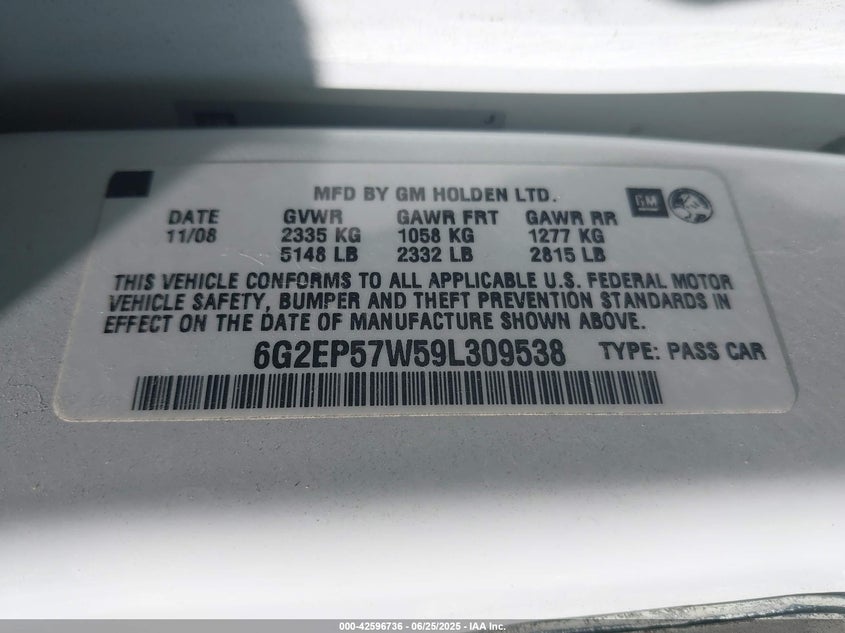 MFD BY GM HOLDEN LTD.
GM
DATE GVWR GAWR FRT GAWR RR
11/08 2335 KG 1058 KG 1277 KG
5148 LB 2332 LB 2815 LB
THIS VEHICLE CONFORMS TO ALL APPLICABLE U.S. FEDERAL MOTOR
VEHICLE SAFETY, BUMPER AND THEFT PREVENTION STANDARDS IN
EFFECT ON THE DATE OF MANUFACTURE SHOWN ABOVE.
6G2EP57W59L309538 TYPE: PASS CAR
000-42596736 / 06/25/2025 - IAA Inc.